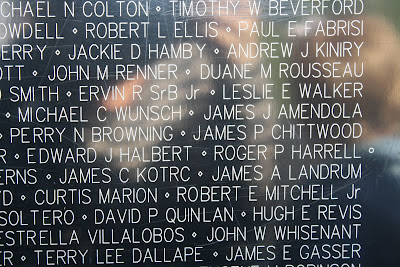 CHAEL N COLTON • TIMOTHY W BEVERFORD
OWDELL • ROBERT L ELLIS • PAUL E FABRISI
ERRY • JACKIE D HAMBY • ANDREW J KINIRY
OTT • JOHN M RENNER • DUANE M ROUSSEAU
D SMITH • ERVIN R SrB Jr • LESLIE E WALKER
• MICHAEL C WUNSCH • JAMES J AMENDOLA
• PERRY N BROWNING • JAMES P CHITTWOOD
R • EDWARD J HALBERT • ROGER P HARRELL •
ERNS • JAMES C KOTRC • JAMES A LANDRUM
D • CURTIS MARION • ROBERT L MITCHELL Jr
SOLTERO • DAVID P QUINLAN • HUGH E REVIS
ESTRELLA VILLALOBOS • JOHN W WHISENANT
ER • TERRY LEE DALLAPE • JAMES E GASSER